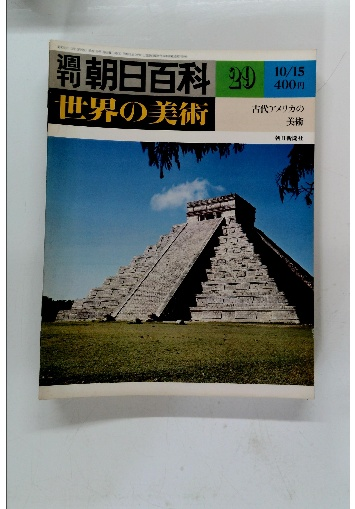 週刊 朝日百科
世界の美術
29
10/15
400円
古代アメリカの
美術
朝日新聞社